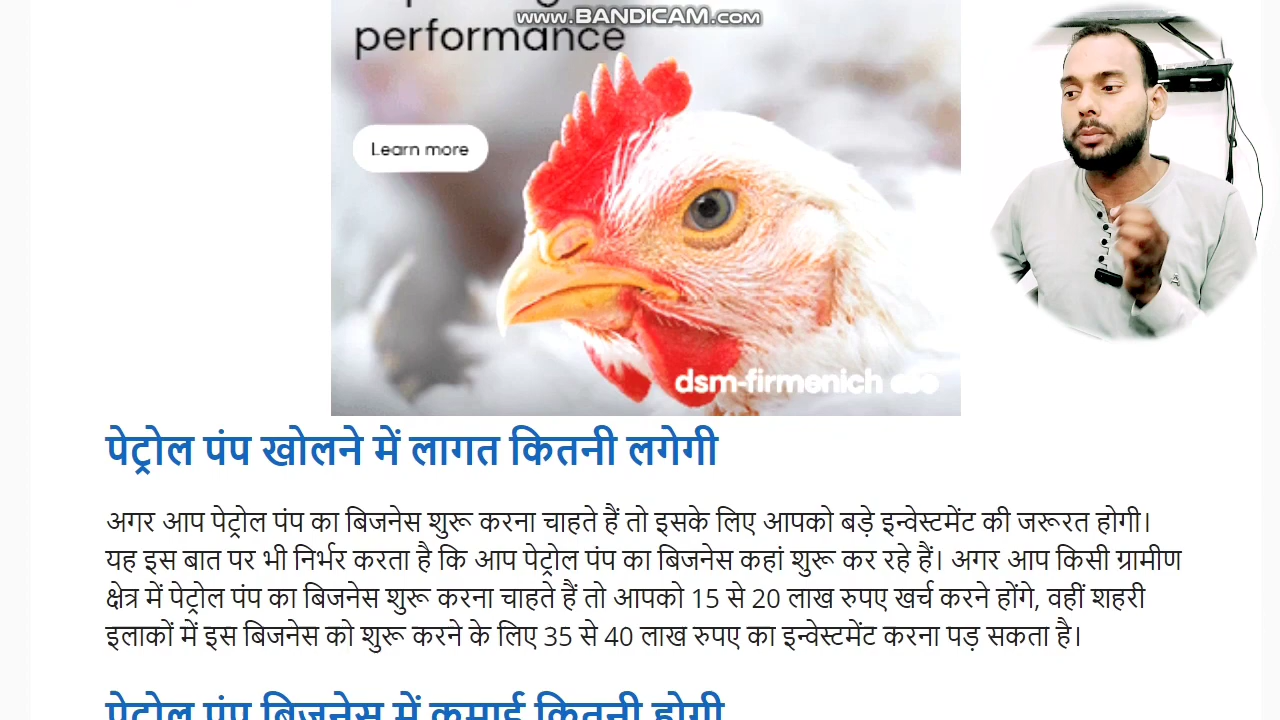 www.BANDICAM.com
performance
Learn more
dsm-firmenich
पेट्रोल पंप खोलने में लागत कितनी लगेगी
अगर आप पेट्रोल पंप का बिजनेस शुरू करना चाहते हैं तो इसके लिए आपको बड़े इन्वेस्टमेंट की जरूरत होगी।
यह इस बात पर भी निर्भर करता है कि आप पेट्रोल पंप का बिजनेस कहां शुरू कर रहे हैं। अगर आप किसी ग्रामीण
क्षेत्र में पेट्रोल पंप का बिजनेस शुरू करना चाहते हैं तो आपको 15 से 20 लाख रुपए खर्च करने होंगे, वहीं शहरी
इलाकों में इस बिजनेस को शुरू करने के लिए 35 से 40 लाख रुपए का इन्वेस्टमेंट करना पड़ सकता है।
पेट्रोल पंप बिजनेस में कमाई कितनी होगी